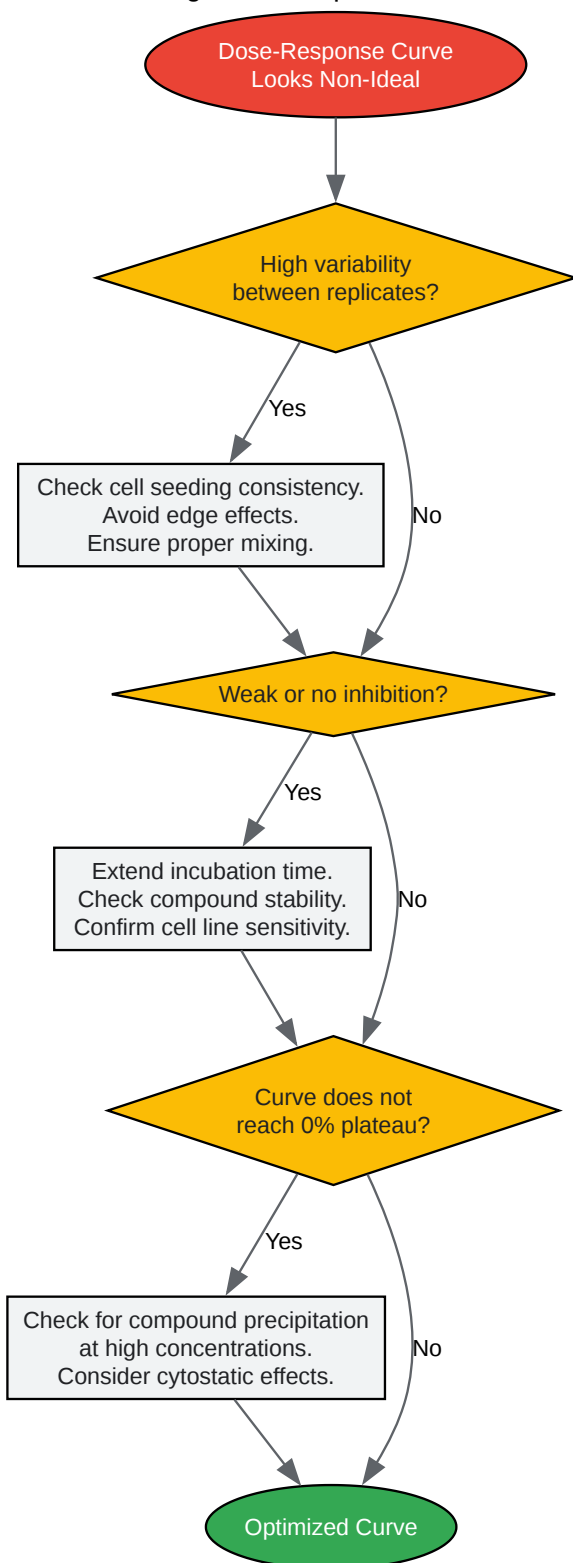 Dose-Response Curve
Looks Non-Ideal
High variability
between replicates?
Yes
Check cell seeding consistency.
Avoid edge effects.
Ensure proper mixing.
No
Weak or no inhibition?
Yes
Extend incubation time.
Check compound stability.
Confirm cell line sensitivity.
No
Curve does not
reach 0% plateau?
Yes
Check for compound precipitation
at high concentrations.
Consider cytostatic effects.
No
Optimized Curve